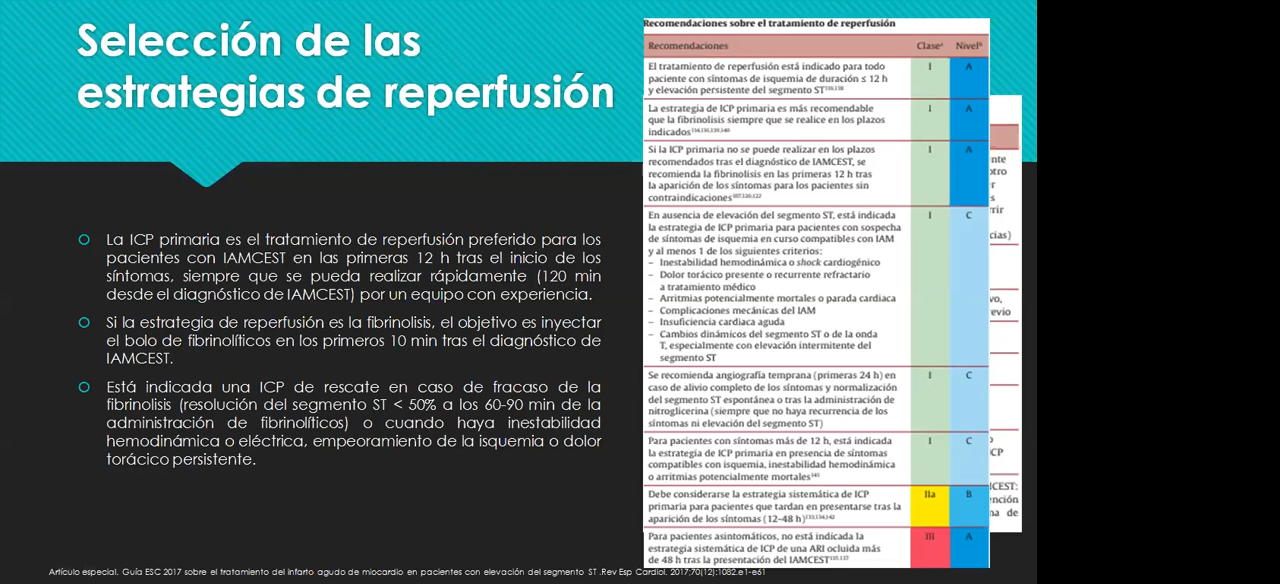 Selección de las
estrategias de reperfusión
La ICP primaria es el tratamiento de reperfusión preferido para los
pacientes con IAMCEST en las primeras 12 h tras el inicio de los
síntomas, siempre que se pueda realizar rápidamente (120 min
desde el diagnóstico de IAMCEST) por un equipo con experiencia.
Si la estrategia de reperfusión es la fibrinolisis, el objetivo es inyectar
el bolo de fibrinolíticos en los primeros 10 min tras el diagnóstico de
IAMCEST.
Está indicada una ICP de rescate en caso de fracaso de la
fibrinolisis (resolución del segmento ST < 50% a los 60-90 min de la
administración de fibrinolíticos) o cuando haya inestabilidad
hemodinámica o eléctrica, empeoramiento de la isquemia o dolor
torácico persistente.
Recomendaciones sobre el tratamiento de reperfusión
Recomendaciones Claseᵃ Nivelᵇ
El tratamiento de reperfusión está indicado para todo I A
paciente con síntomas de isquemia de duración ≤ 12 h
y elevación persistente del segmento ST
La estrategia de ICP primaria es más recomendable I A
que la fibrinolisis siempre que se realice en los plazos
indicados
Si la ICP primaria no se puede realizar en los plazos I A
recomendados tras el diagnóstico de IAMCEST, se
recomienda la fibrinolisis en las primeras 12 h tras
la aparición de los síntomas para los pacientes sin
contraindicaciones
En ausencia de elevación del segmento ST, está indicada I C
la estrategia de ICP primaria para pacientes con sospecha
de síntomas de isquemia en curso compatibles con IAM
y al menos 1 de los siguientes criterios:
– Inestabilidad hemodinámica o shock cardiogénico
– Dolor torácico presente o recurrente refractario
a tratamiento médico
– Arritmias potencialmente mortales o parada cardiaca
– Complicaciones mecánicas del IAM
– Insuficiencia cardiaca aguda
– Cambios dinámicos del segmento ST o de la onda
T, especialmente con elevación intermitente del
segmento ST
Se recomienda angiografía temprana (primeras 24 h) en I C
caso de alivio completo de los síntomas y normalización
del segmento ST espontánea o tras la administración de
nitroglicerina (siempre que no haya recurrencia de los
síntomas ni elevación del segmento ST)
Para pacientes con síntomas más de 12 h, está indicada I C
la estrategia de ICP primaria en presencia de síntomas
compatibles con isquemia, inestabilidad hemodinámica
o arritmias potencialmente mortales
Debe considerarse la estrategia sistemática de ICP IIa B
primaria para pacientes que tardan en presentarse tras la
aparición de los síntomas (12-48 h)
Para pacientes asintomáticos, no está indicada la III A
estrategia sistemática de ICP de una ARI ocluida más
de 48 h tras la presentación del IAMCEST
Artículo especial. Guía ESC 2017 sobre el tratamiento del infarto agudo de miocardio en pacientes con elevación del segmento ST .Rev Esp Cardiol. 2017;70(12):1082.e1-e61